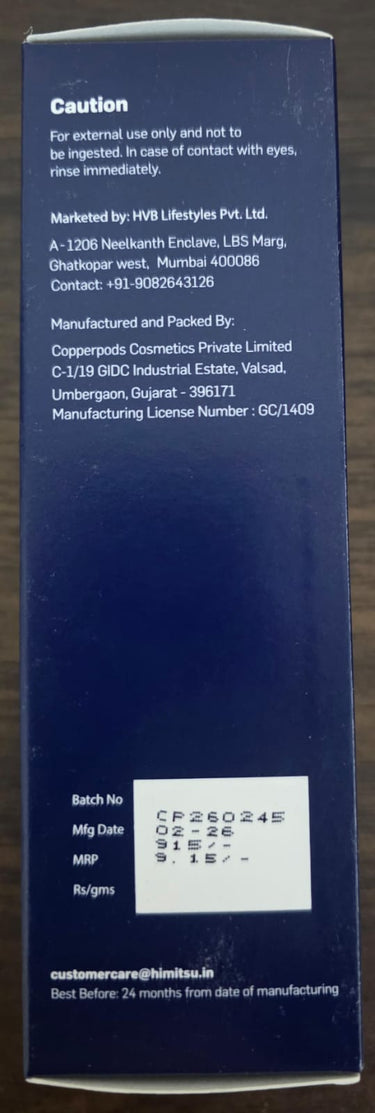 Caution
For external use only and not to
be ingested. In case of contact with eyes,
rinse immediately.
Marketed by: HVB Lifestyles Pvt. Ltd.
A-1206 Neelkanth Enclave, LBS Marg,
Ghatkopar west, Mumbai 400086
Contact: +91-9082643126
Manufactured and Packed By:
Copperpods Cosmetics Private Limited
C-1/19 GIDC Industrial Estate, Valsad,
Umbergaon, Gujarat - 396171
Manufacturing License Number : GC/1409
Batch No CP260245
Mfg Date 02-26
MRP 915/-
Rs/gms 9.15/-
customercare@himitsu.in
Best Before: 24 months from date of manufacturing